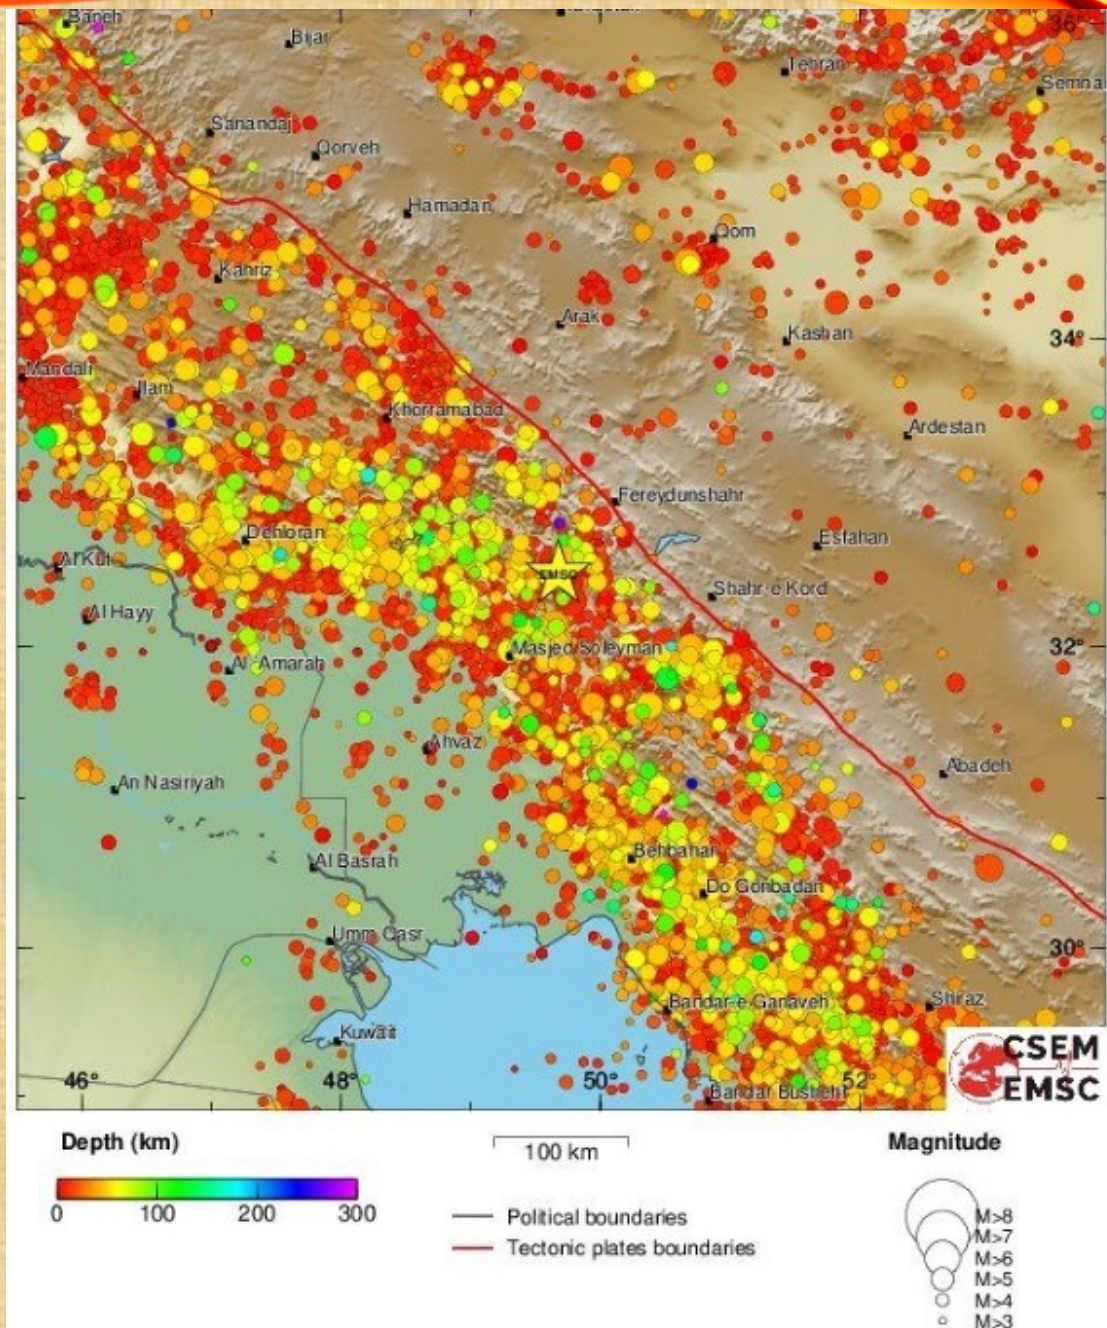 Baneh
Bijar
Tehran
36°
Semna
Sanandaj
Qorveh
Hamadan
Qom
Kahriz
Arak
Kashan
34°
Mandali
Ilam
Khorramabad
Ardestan
Fereydunshahr
Dehloran
Esfahan
Al Kut
EMSC
Shahr-e Kord
Al Hayy
Masjed Soleyman
32°
Al 'Amarah
Ahvaz
Abadeh
An Nasiriyah
Behbahan
Al Basrah
Do Gonbadan
Umm Qasr
30°
Bandar-e Ganaveh
Shiraz
Kuwait
CSEM
EMSC
46°
48°
50°
52°
Bandar Bushehr
Depth (km)
100 km
Magnitude
0
100
200
300
Political boundaries
Tectonic plates boundaries
M>8
M>7
M>6
M>5
M>4
M>3